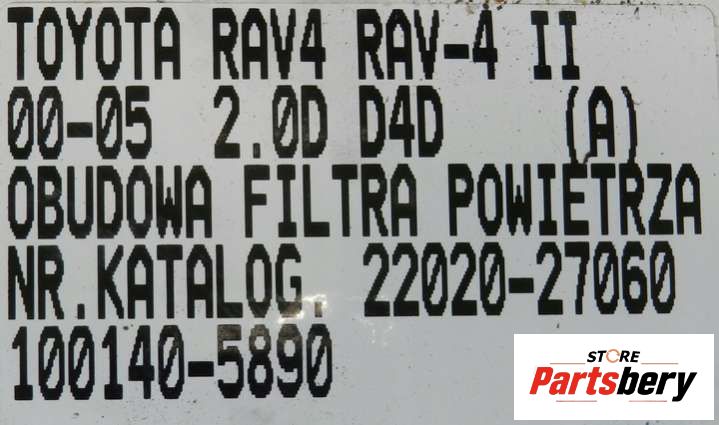 TOYOTA RAV4 RAV-4 II
00-05 2.0D D4D (A)
OBUDOWA FILTRA POWIETRZA
NR.KATALOG. 22020-27060
100140-5890
STORE
Partsbery